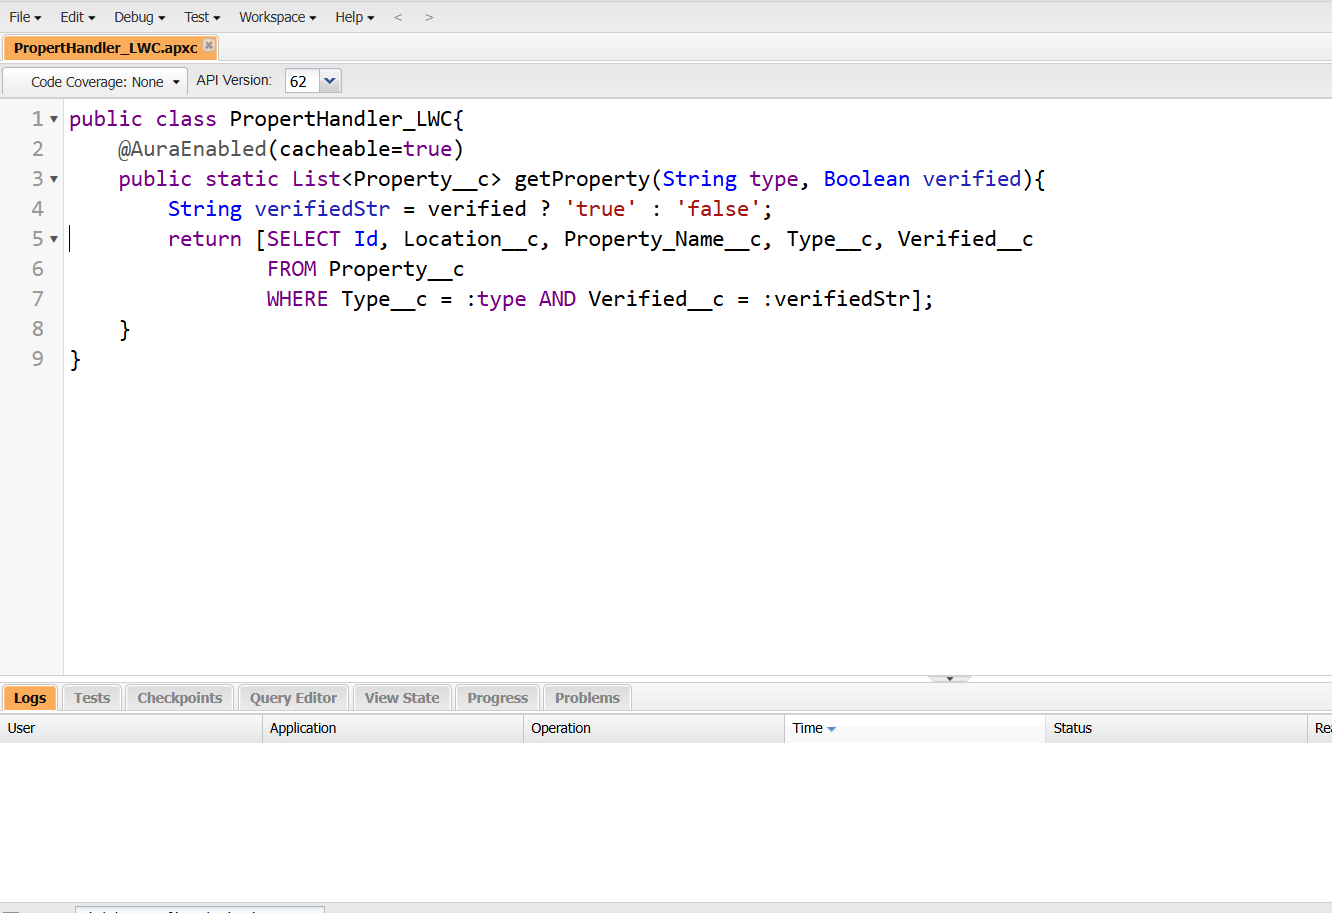 File Edit Debug Test Workspace Help < >
PropertHandler_LWC.apxc
Code Coverage: None API Version: 62
1 public class PropertHandler_LWC{
2 @AuraEnabled(cacheable=true)
3 public static List<Property__c> getProperty(String type, Boolean verified){
4 String verifiedStr = verified ? 'true' : 'false';
5 return [SELECT Id, Location__c, Property_Name__c, Type__c, Verified__c
6 FROM Property__c
7 WHERE Type__c = :type AND Verified__c = :verifiedStr];
8 }
9 }
Logs Tests Checkpoints Query Editor View State Progress Problems
User Application Operation Time Status